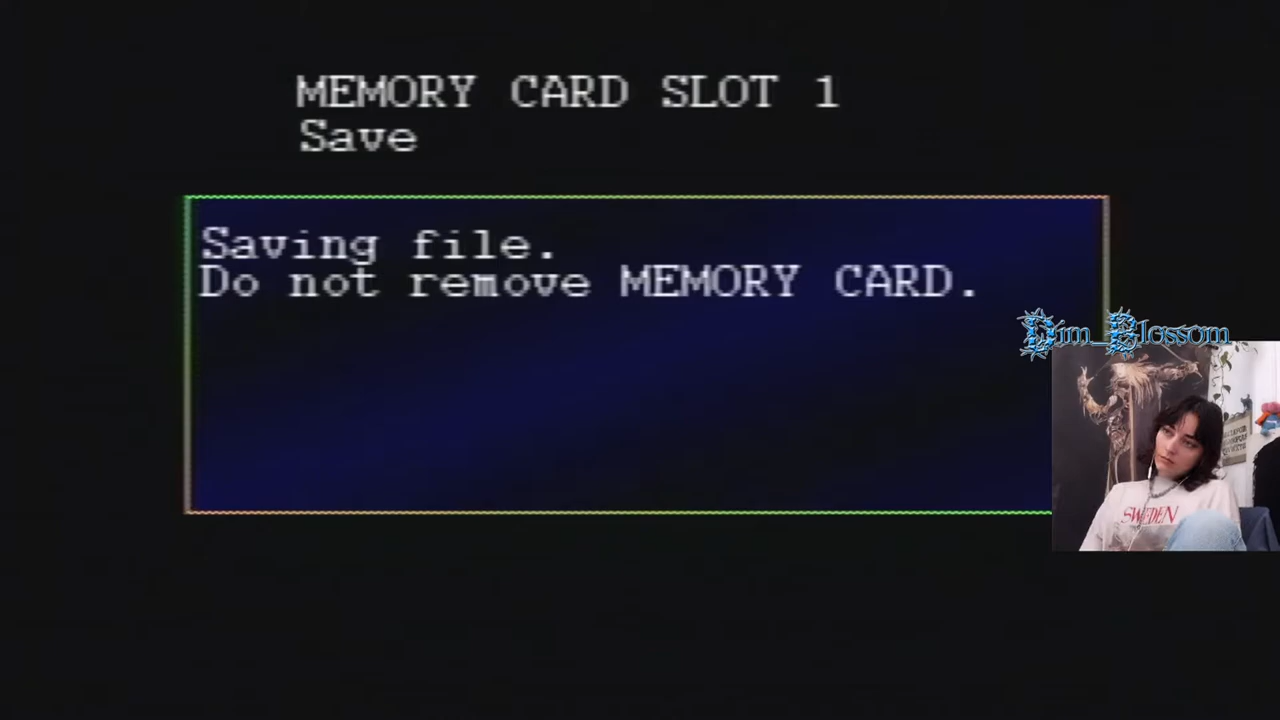 MEMORY CARD SLOT 1
Save
Saving file.
Do not remove MEMORY CARD.
Dim_Blossom
SWEDEN